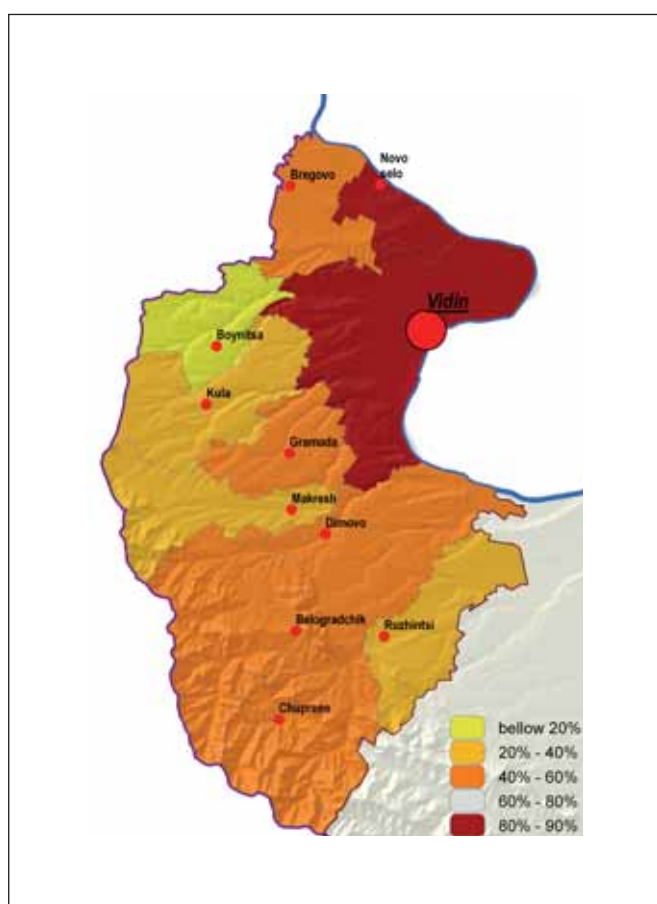 Novo
selo
Bregovo
Vidin
Boynitsa
Kula
Gramada
Makresh
Dimovo
Belogradchik
Ruzhintsi
Chuprene
bellow 20%
20% - 40%
40% - 60%
60% - 80%
80% - 90%